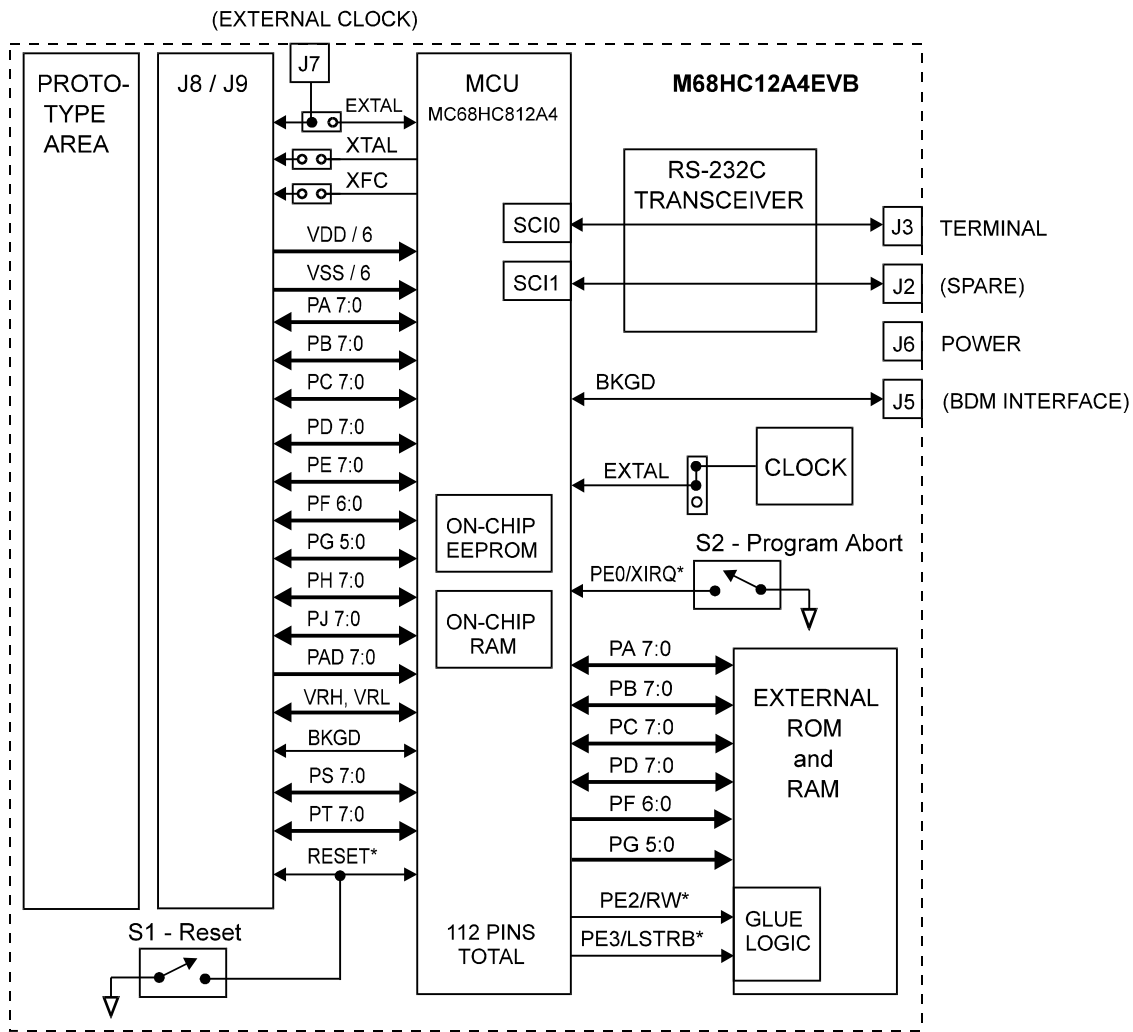 (EXTERNAL CLOCK)
PROTO-
TYPE
AREA
J8 / J9
J7
EXTAL
XTAL
XFC
VDD / 6
VSS / 6
PA 7:0
PB 7:0
PC 7:0
PD 7:0
PE 7:0
PF 6:0
PG 5:0
PH 7:0
PJ 7:0
PAD 7:0
VRH, VRL
BKGD
PS 7:0
PT 7:0
RESET*
S1 - Reset
MCU
MC68HC812A4
SCI0
SCI1
ON-CHIP
EEPROM
ON-CHIP
RAM
112 PINS
TOTAL
M68HC12A4EVB
RS-232C
TRANSCEIVER
J3
TERMINAL
J2
(SPARE)
J6
POWER
BKGD
J5
(BDM INTERFACE)
EXTAL
CLOCK
S2 - Program Abort
PE0/XIRQ*
PA 7:0
PB 7:0
PC 7:0
PD 7:0
PF 6:0
PG 5:0
PE2/RW*
PE3/LSTRB*
EXTERNAL
ROM
and
RAM
GLUE
LOGIC